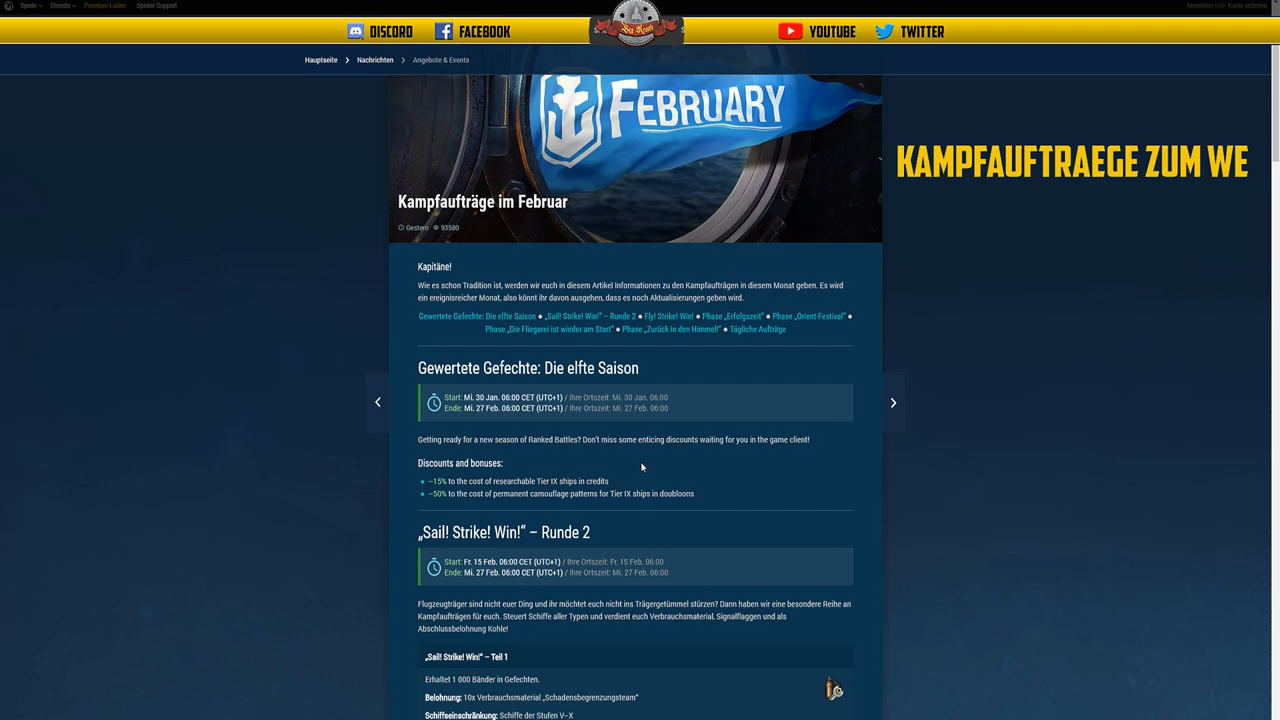 Spiele Dienste Premium-Laden Spieler Support Anmelden oder Konto erstellen
DISCORD FACEBOOK YOUTUBE TWITTER
Hauptseite Nachrichten Angebote & Events
FEBRUARY
KAMPFAUFTRAEGE ZUM WE
Kampfaufträge im Februar
Gestern 93580
Kapitäne!
Wie es schon Tradition ist, werden wir euch in diesem Artikel Informationen zu den Kampfaufträgen in diesem Monat geben. Es wird
ein ereignisreicher Monat, also könnt ihr davon ausgehen, dass es noch Aktualisierungen geben wird.
Gewertete Gefechte: Die elfte Saison ● „Sail! Strike! Win!“ – Runde 2 ● Fly! Strike! Win! ● Phase „Erfolgszeit“ ● Phase „Orient-Festival“ ●
Phase „Die Fliegerei ist wieder am Start“ ● Phase „Zurück in den Himmel!“ ● Tägliche Aufträge
Gewertete Gefechte: Die elfte Saison
Start: Mi. 30 Jan. 06:00 CET (UTC+1) / Ihre Ortszeit: Mi. 30 Jan. 06:00
Ende: Mi. 27 Feb. 06:00 CET (UTC+1) / Ihre Ortszeit: Mi. 27 Feb. 06:00
Getting ready for a new season of Ranked Battles? Don't miss some enticing discounts waiting for you in the game client!
Discounts and bonuses:
–15% to the cost of researchable Tier IX ships in credits
–50% to the cost of permanent camouflage patterns for Tier IX ships in doubloons
„Sail! Strike! Win!“ – Runde 2
Start: Fr. 15 Feb. 06:00 CET (UTC+1) / Ihre Ortszeit: Fr. 15 Feb. 06:00
Ende: Mi. 27 Feb. 06:00 CET (UTC+1) / Ihre Ortszeit: Mi. 27 Feb. 06:00
Flugzeugträger sind nicht euer Ding und ihr möchtet euch nicht ins Trägergetümmel stürzen? Dann haben wir eine besondere Reihe an
Kampfaufträgen für euch. Steuert Schiffe aller Typen und verdient euch Verbrauchsmaterial, Signalflaggen und als
Abschlussbelohnung Kohle!
„Sail! Strike! Win!“ – Teil 1
Erhaltet 1 000 Bänder in Gefechten.
Belohnung: 10x Verbrauchsmaterial „Schadensbegrenzungsteam“
Schiffseinschränkung: Schiffe der Stufen V–X